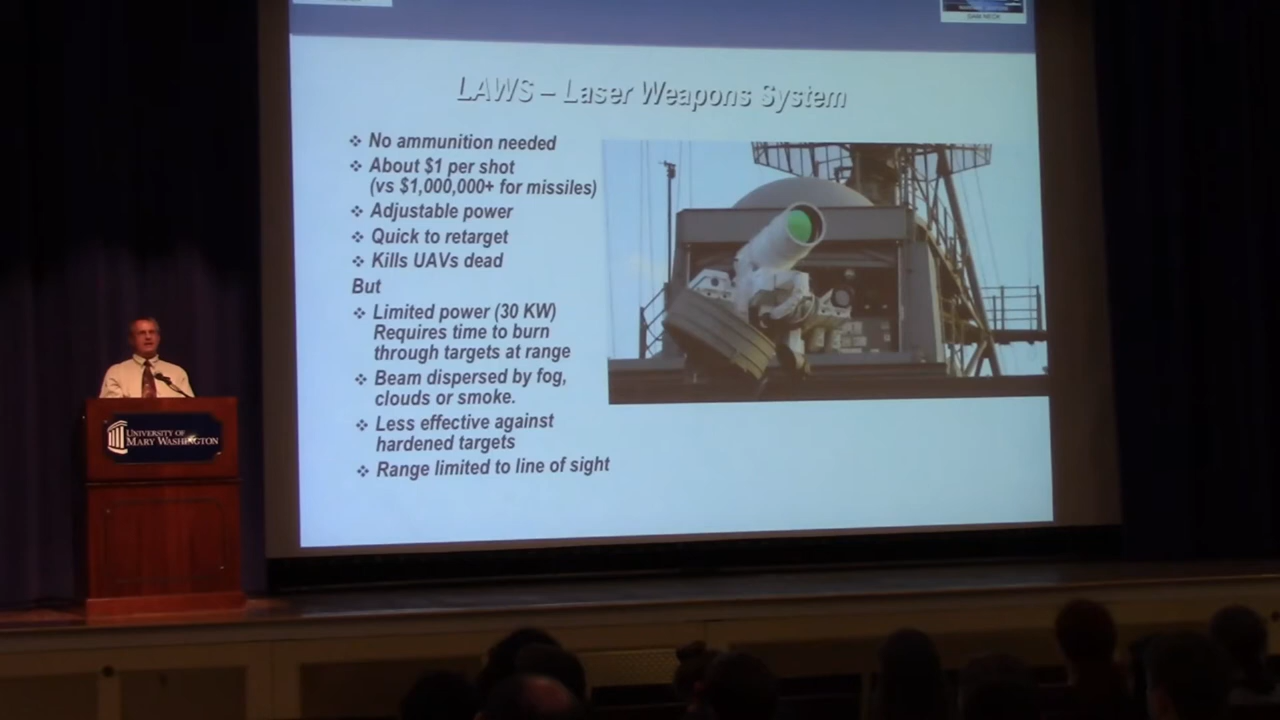 DAM NECK
LAWS – Laser Weapons System
❖ No ammunition needed
❖ About $1 per shot
(vs $1,000,000+ for missiles)
❖ Adjustable power
❖ Quick to retarget
❖ Kills UAVs dead
But
❖ Limited power (30 KW)
Requires time to burn
through targets at range
❖ Beam dispersed by fog,
clouds or smoke.
❖ Less effective against
hardened targets
❖ Range limited to line of sight
UNIVERSITY OF
MARY WASHINGTON